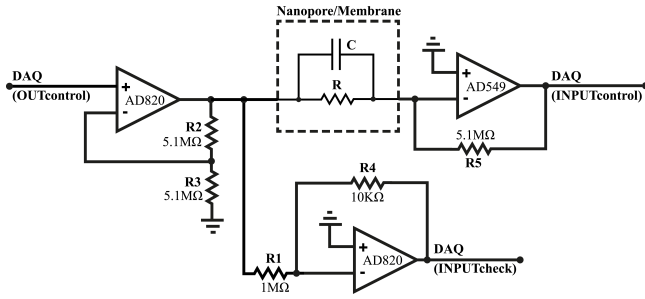 Nanopore/Membrane
C
R
DAQ
(OUTcontrol)
+
-
AD820
R2
5.1MΩ
R3
5.1MΩ
+
-
AD549
DAQ
(INPUTcontrol)
5.1MΩ
R5
R4
10KΩ
R1
1MΩ
+
-
AD820
DAQ
(INPUTcheck)